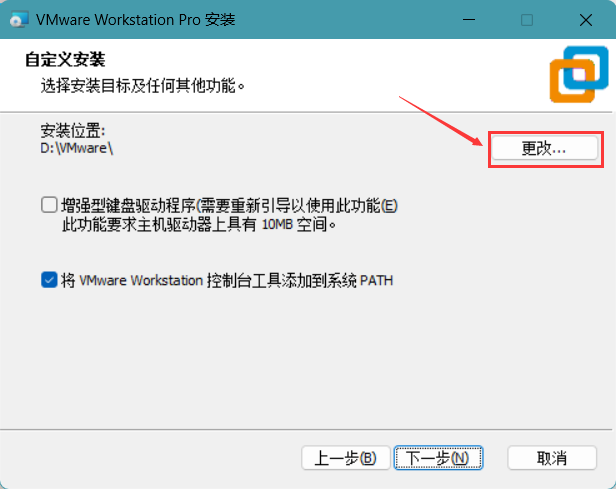 VMware Workstation Pro 安装
自定义安装
选择安装目标及任何其他功能。
安装位置:
D:\VMware\
更改...
增强型键盘驱动程序(需要重新引导以使用此功能(E)
此功能要求主机驱动器上具有 10MB 空间。
将 VMware Workstation 控制台工具添加到系统 PATH
上一步(B)
下一步(N)
取消